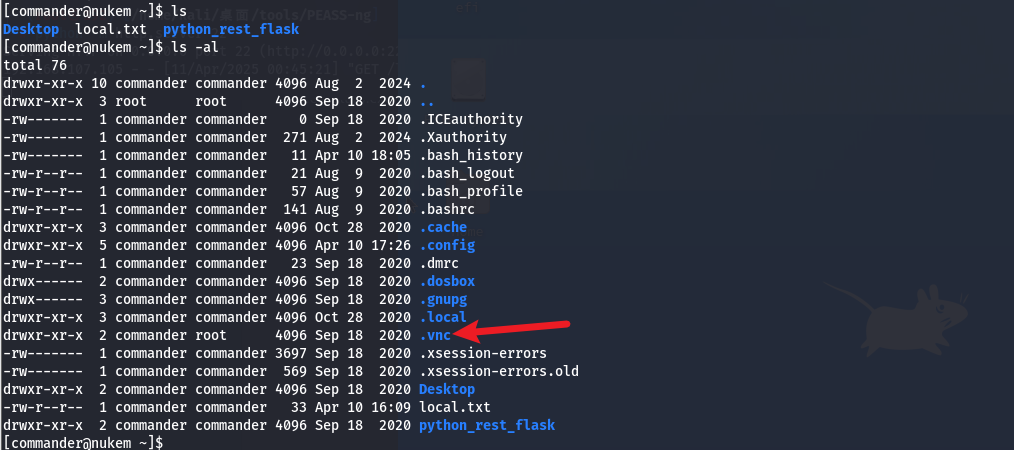 [commander@nukem ~]$ ls
Desktop  local.txt  python_rest_flask
[commander@nukem ~]$ ls -al
total 76
drwxr-xr-x 10 commander commander 4096 Aug  2  2024 .
drwxr-xr-x  3 root      root      4096 Sep 18  2020 ..
-rw-------  1 commander commander    0 Sep 18  2020 .ICEauthority
-rw-------  1 commander commander  271 Aug  2  2024 .Xauthority
-rw-------  1 commander commander   11 Apr 10 18:05 .bash_history
-rw-r--r--  1 commander commander   21 Aug  9  2020 .bash_logout
-rw-r--r--  1 commander commander   57 Aug  9  2020 .bash_profile
-rw-r--r--  1 commander commander  141 Aug  9  2020 .bashrc
drwxr-xr-x  3 commander commander 4096 Oct 28  2020 .cache
drwxr-xr-x  5 commander commander 4096 Apr 10 17:26 .config
-rw-r--r--  1 commander commander   23 Sep 18  2020 .dmrc
drwx------  2 commander commander 4096 Sep 18  2020 .dosbox
drwx------  3 commander commander 4096 Sep 18  2020 .gnupg
drwxr-xr-x  3 commander commander 4096 Oct 28  2020 .local
drwxr-xr-x  2 commander root      4096 Sep 18  2020 .vnc
-rw-------  1 commander commander 3697 Sep 18  2020 .xsession-errors
-rw-------  1 commander commander  569 Sep 18  2020 .xsession-errors.old
drwxr-xr-x  2 commander commander 4096 Sep 18  2020 Desktop
-rw-r--r--  1 commander commander   33 Apr 10 16:09 local.txt
drwxr-xr-x  2 commander commander 4096 Sep 18  2020 python_rest_flask
[commander@nukem ~]$